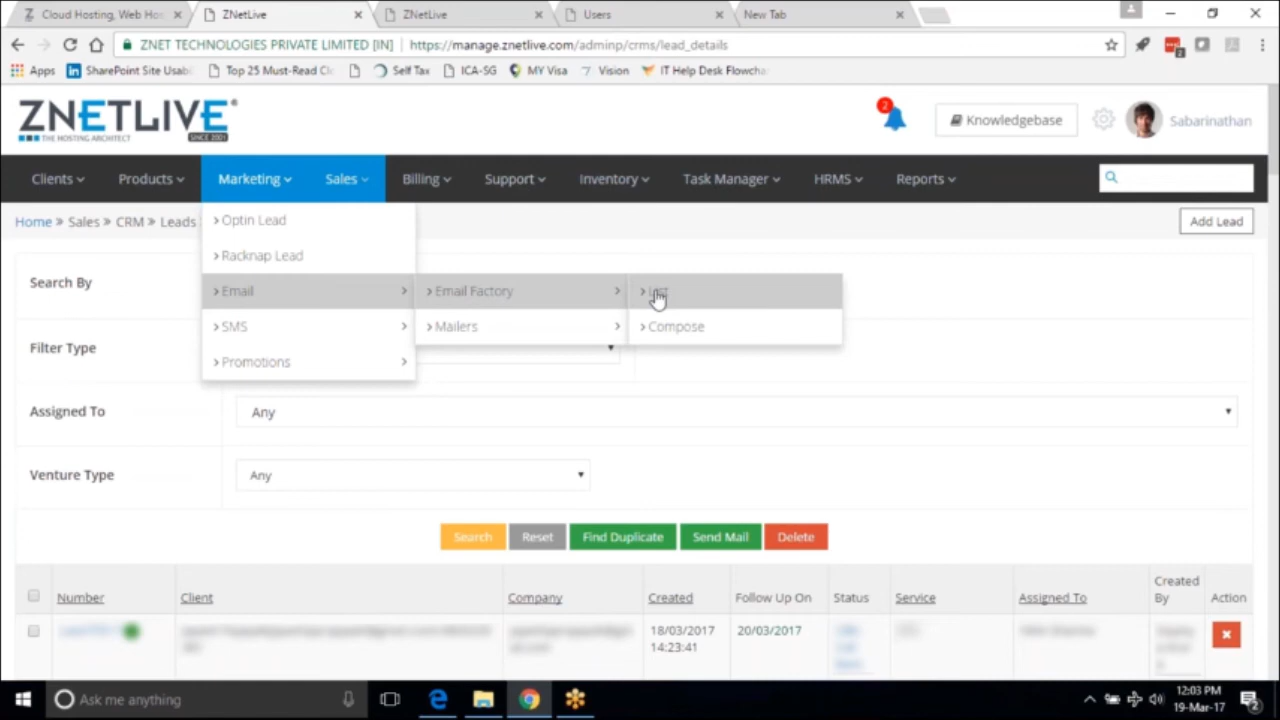 Cloud Hosting, Web Hos
ZNetLive
ZNetLive
Users
New Tab
ZNET TECHNOLOGIES PRIVATE LIMITED [IN]
https://manage.znetlive.com/adminp/crms/lead_details
Apps
SharePoint Site Usabi
Top 25 Must-Read Cl
Self Tax
ICA-SG
MY Visa
Vision
IT Help Desk Flowcha
ZNETLIVE®
THE HOSTING ARCHITECT
SINCE 2001
2
Knowledgebase
Sabarinathan
Clients
Products
Marketing
Sales
Billing
Support
Inventory
Task Manager
HRMS
Reports
Home » Sales » CRM » Leads
Add Lead
Optin Lead
Racknap Lead
Email
SMS
Promotions
Email Factory
Mailers
Compose
Search By
Filter Type
Assigned To
Any
Venture Type
Any
Search
Reset
Find Duplicate
Send Mail
Delete
Number
Client
Company
Created
Follow Up On
Status
Service
Assigned To
Created
By
Action
18/03/2017
14:23:41
20/03/2017
Ask me anything
12:03 PM
19-Mar-17
2